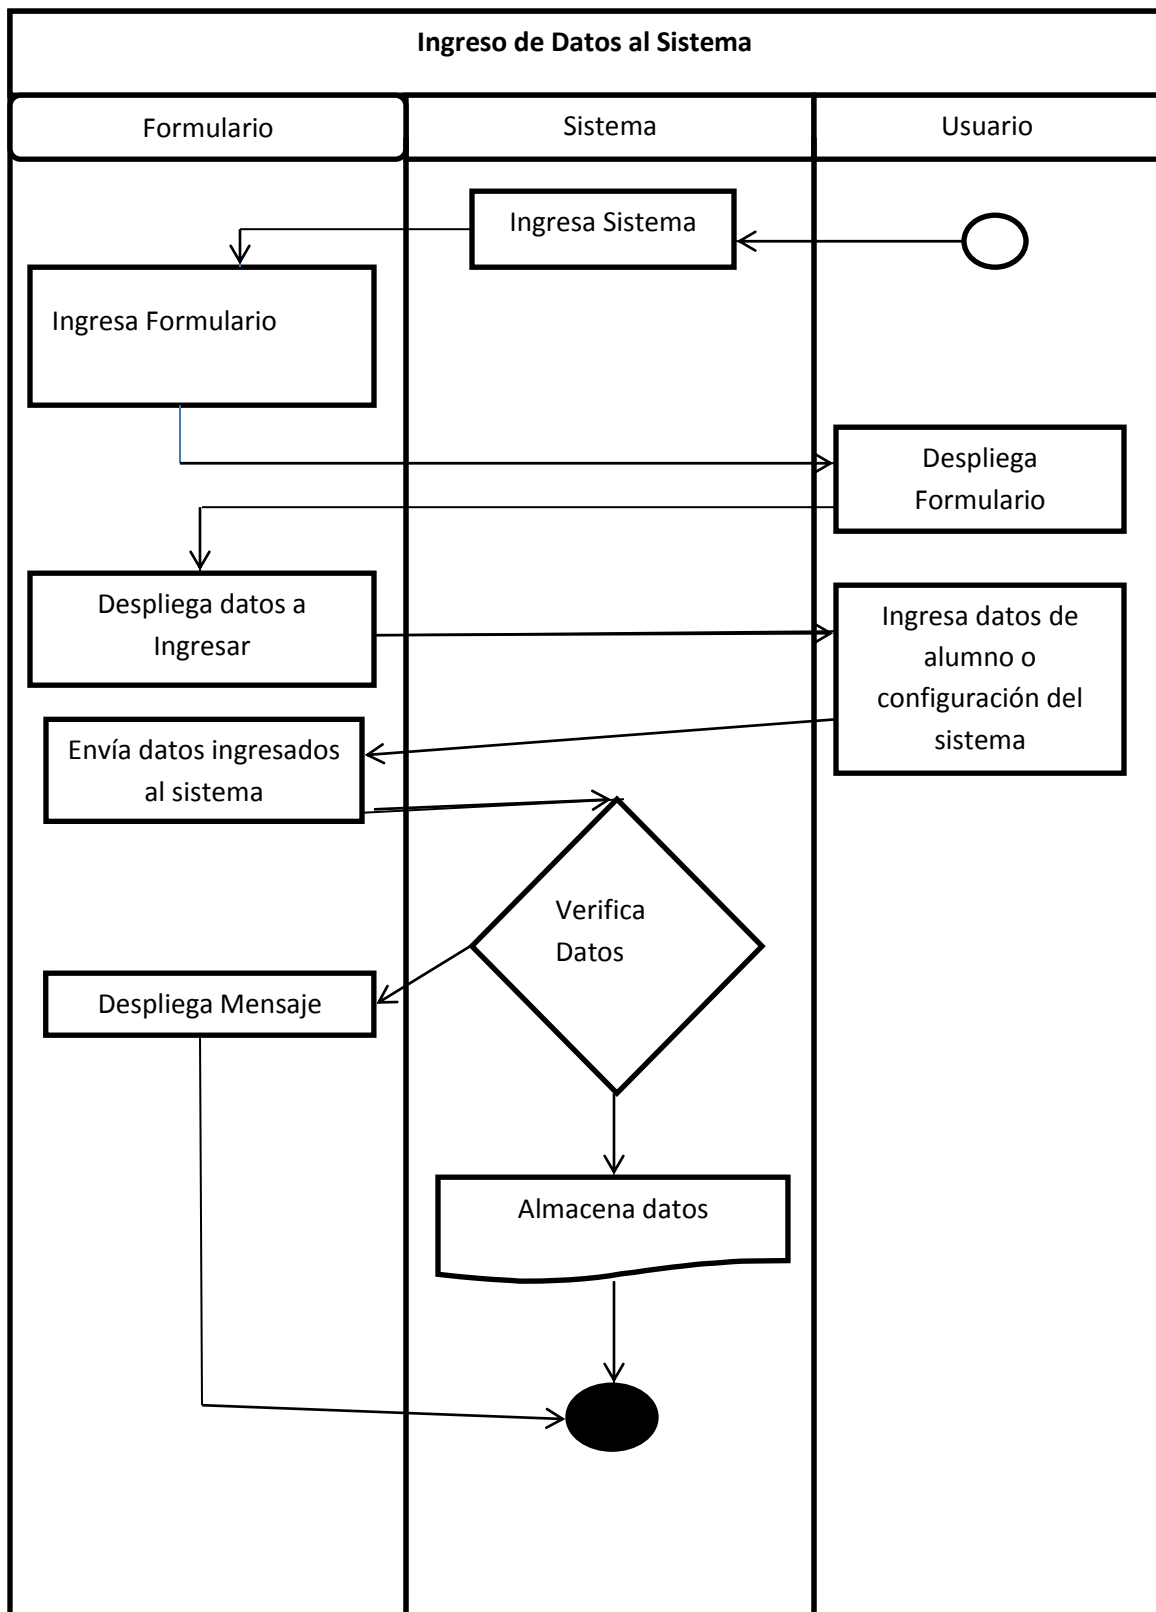 Ingreso de Datos al Sistema
Formulario
Sistema
Usuario
Ingresa Sistema
Ingresa Formulario
Despliega
Formulario
Despliega datos a
Ingresar
Ingresa datos de
alumno o
configuración del
sistema
Envía datos ingresados
al sistema
Verifica
Datos
Despliega Mensaje
Almacena datos